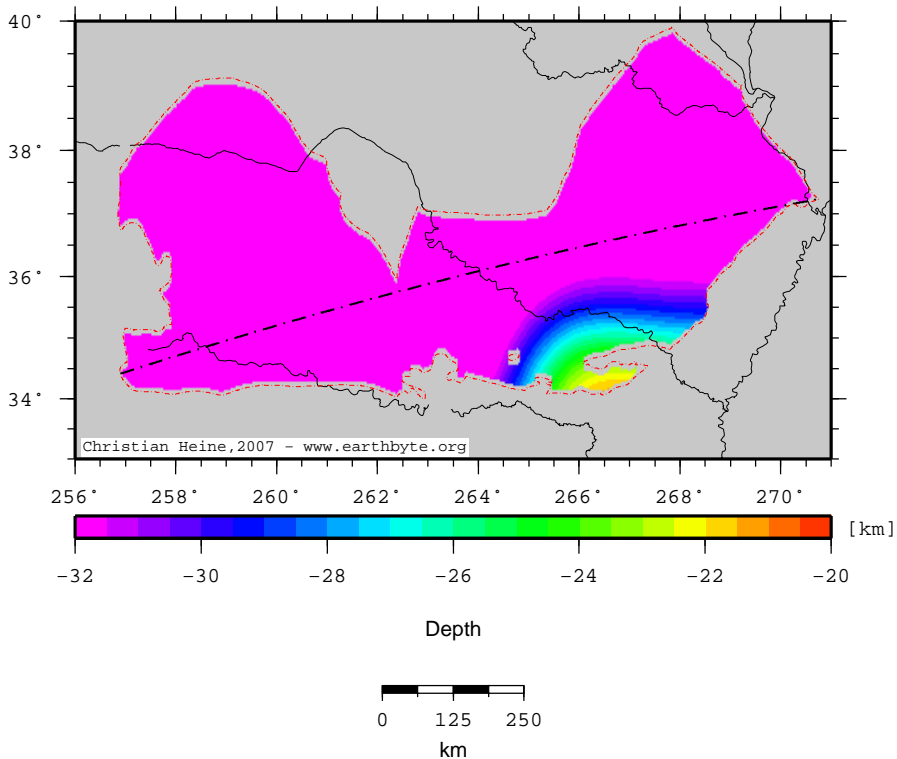 40°
38°
36°
34°
Christian Heine,2007 - www.earthbyte.org
256° 258° 260° 262° 264° 266° 268° 270°
[km]
-32 -30 -28 -26 -24 -22 -20
Depth
0 125 250
km